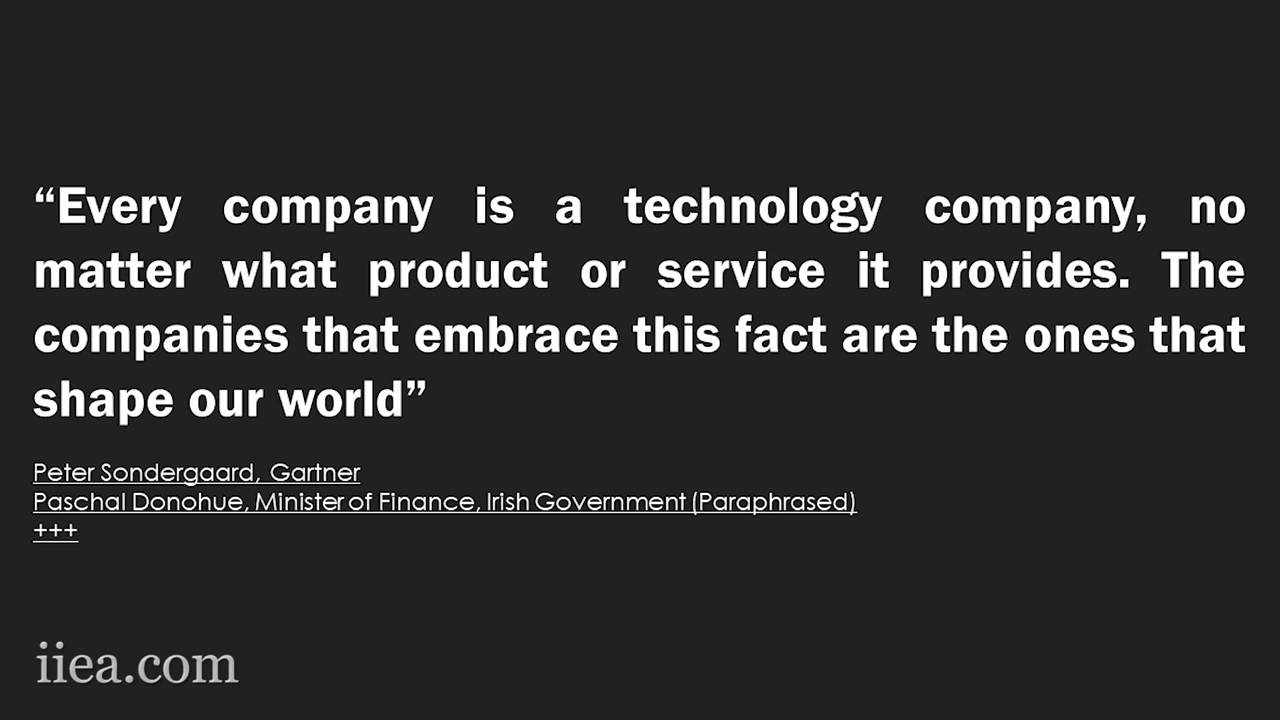 “Every company is a technology company, no
matter what product or service it provides. The
companies that embrace this fact are the ones that
shape our world”
Peter Sondergaard, Gartner
Paschal Donohue, Minister of Finance, Irish Government (Paraphrased)
+++
iiea.com